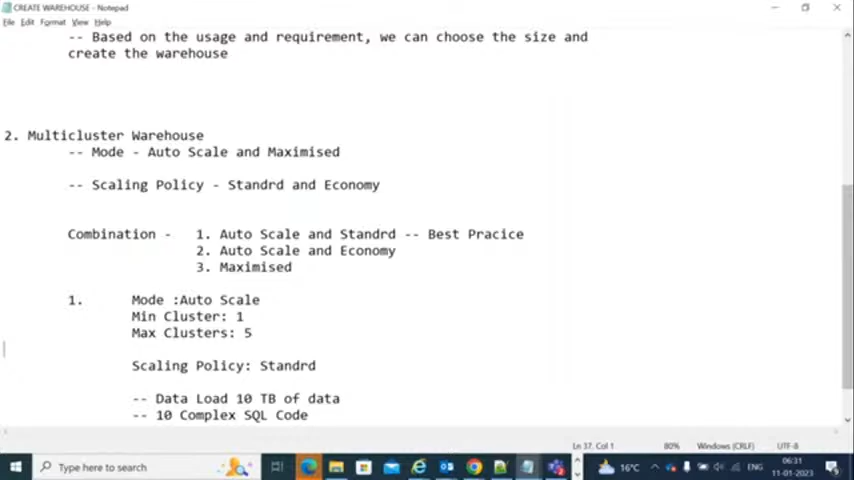 CREATE WAREHOUSE - Notepad
File Edit Format View Help
-- Based on the usage and requirement, we can choose the size and
create the warehouse
2. Multicluster Warehouse
-- Mode - Auto Scale and Maximised
-- Scaling Policy - Standrd and Economy
Combination - 1. Auto Scale and Standrd -- Best Pracice
2. Auto Scale and Economy
3. Maximised
1. Mode :Auto Scale
Min Cluster: 1
Max Clusters: 5
Scaling Policy: Standrd
-- Data Load 10 TB of data
-- 10 Complex SQL Code
Ln 37, Col 1 80% Windows (CRLF) UTF-8
Type here to search 16°C ENG 06:31
11-01-2023